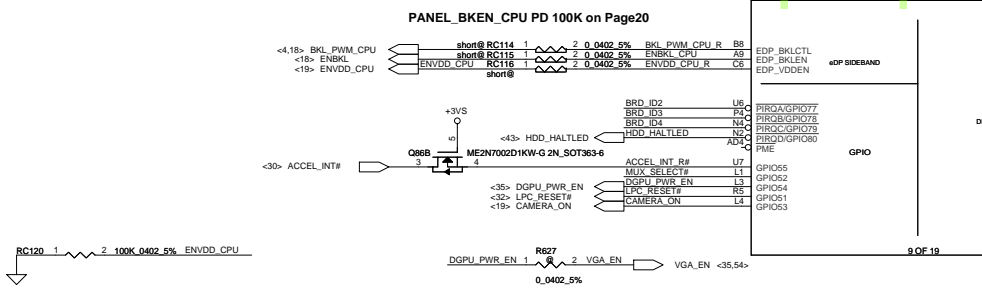 PANEL_BKEN_CPU PD 100K on Page20
<4,18> BKL_PWM_CPU short@ RC114 1 2 0_0402_5% BKL_PWM_CPU_R B8 EDP_BKLCTL
<18> ENBKL short@ RC115 1 2 0_0402_5% ENBKL_CPU A9 EDP_BKLEN
<19> ENVDD_CPU ENVDD_CPU RC116 1 2 0_0402_5% ENVDD_CPU_R C6 EDP_VDDEN
short@
eDP SIDEBAND
BRD_ID2 U6 PIRQA/GPIO77
BRD_ID3 P4 PIRQB/GPIO78
BRD_ID4 N4 PIRQC/GPIO79
<43> HDD_HALTLED HDD_HALTLED N2 PIRQD/GPIO80
AD4 PME
GPIO
+3VS
5
Q86B ME2N7002D1KW-G 2N_SOT363-6
<30> ACCEL_INT# 3 4 ACCEL_INT_R# U7 GPIO55
MUX_SELECT# L1 GPIO52
<35> DGPU_PWR_EN DGPU_PWR_EN L3 GPIO54
<32> LPC_RESET# LPC_RESET# R5 GPIO51
<19> CAMERA_ON CAMERA_ON L4 GPIO53
9 OF 19
RC120 1 2 100K_0402_5% ENVDD_CPU
R627
DGPU_PWR_EN 1 @ 2 VGA_EN VGA_EN <35,54>
0_0402_5%